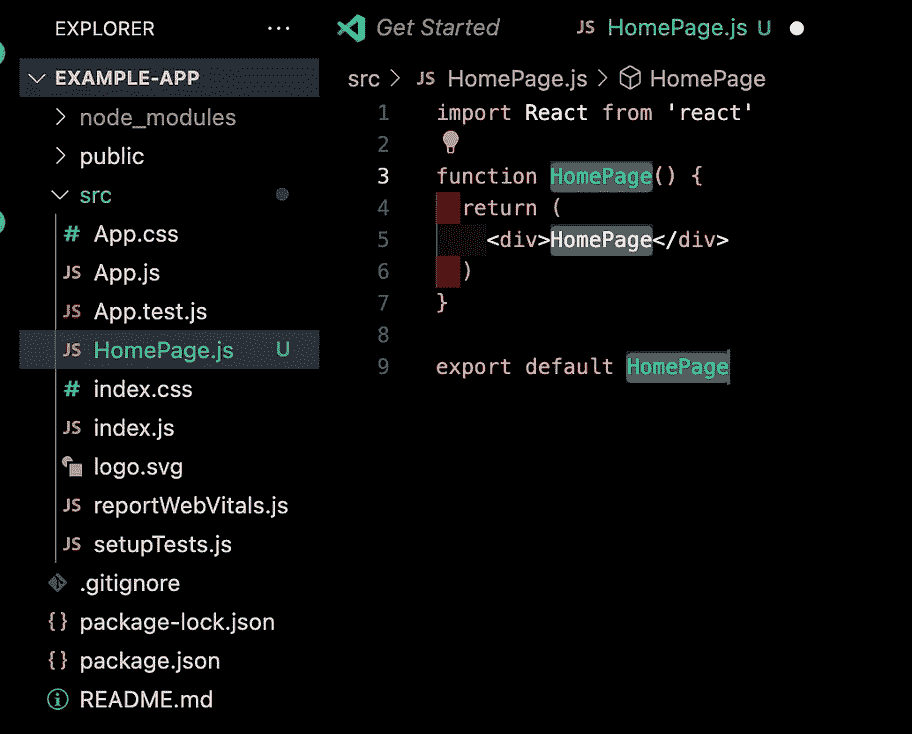 EXPLORER ···
EXAMPLE-APP
node_modules
public
src
# App.css
JS App.js
JS App.test.js
JS HomePage.js U
# index.css
JS index.js
logo.svg
JS reportWebVitals.js
JS setupTests.js
.gitignore
{} package-lock.json
{} package.json
README.md
Get Started JS HomePage.js U
src > JS HomePage.js > HomePage
1 import React from 'react'
2
3 function HomePage() {
4 return (
5 <div>HomePage</div>
6 )
7 }
8
9 export default HomePage